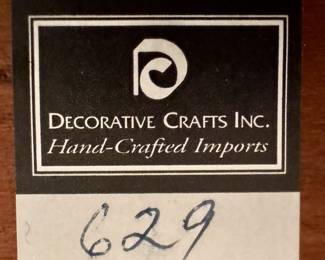 DECORATIVE CRAFTS INC.
Hand-Crafted Imports
629